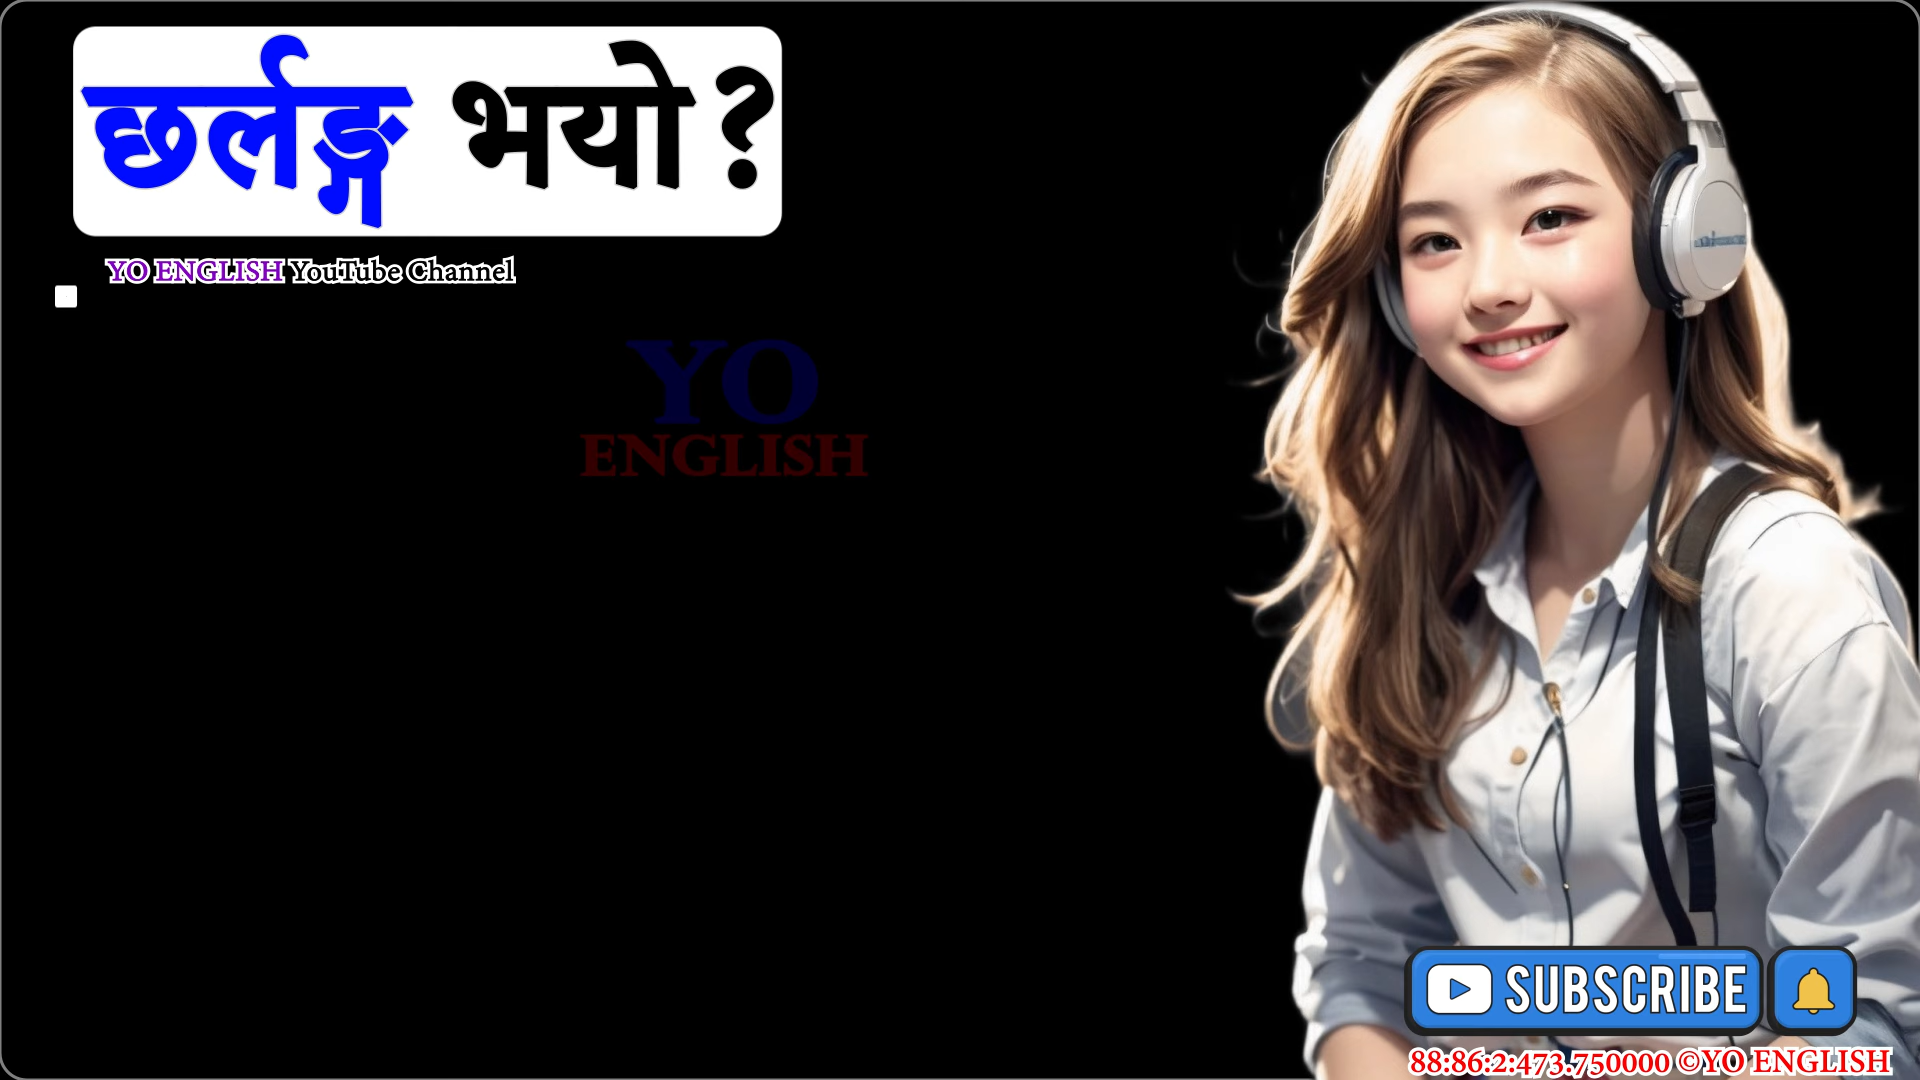 छर्लङ्ग भयो ?
YO ENGLISH YouTube Channel
YO
ENGLISH
SUBSCRIBE
88:86:2:473.750000 ©YO ENGLISH